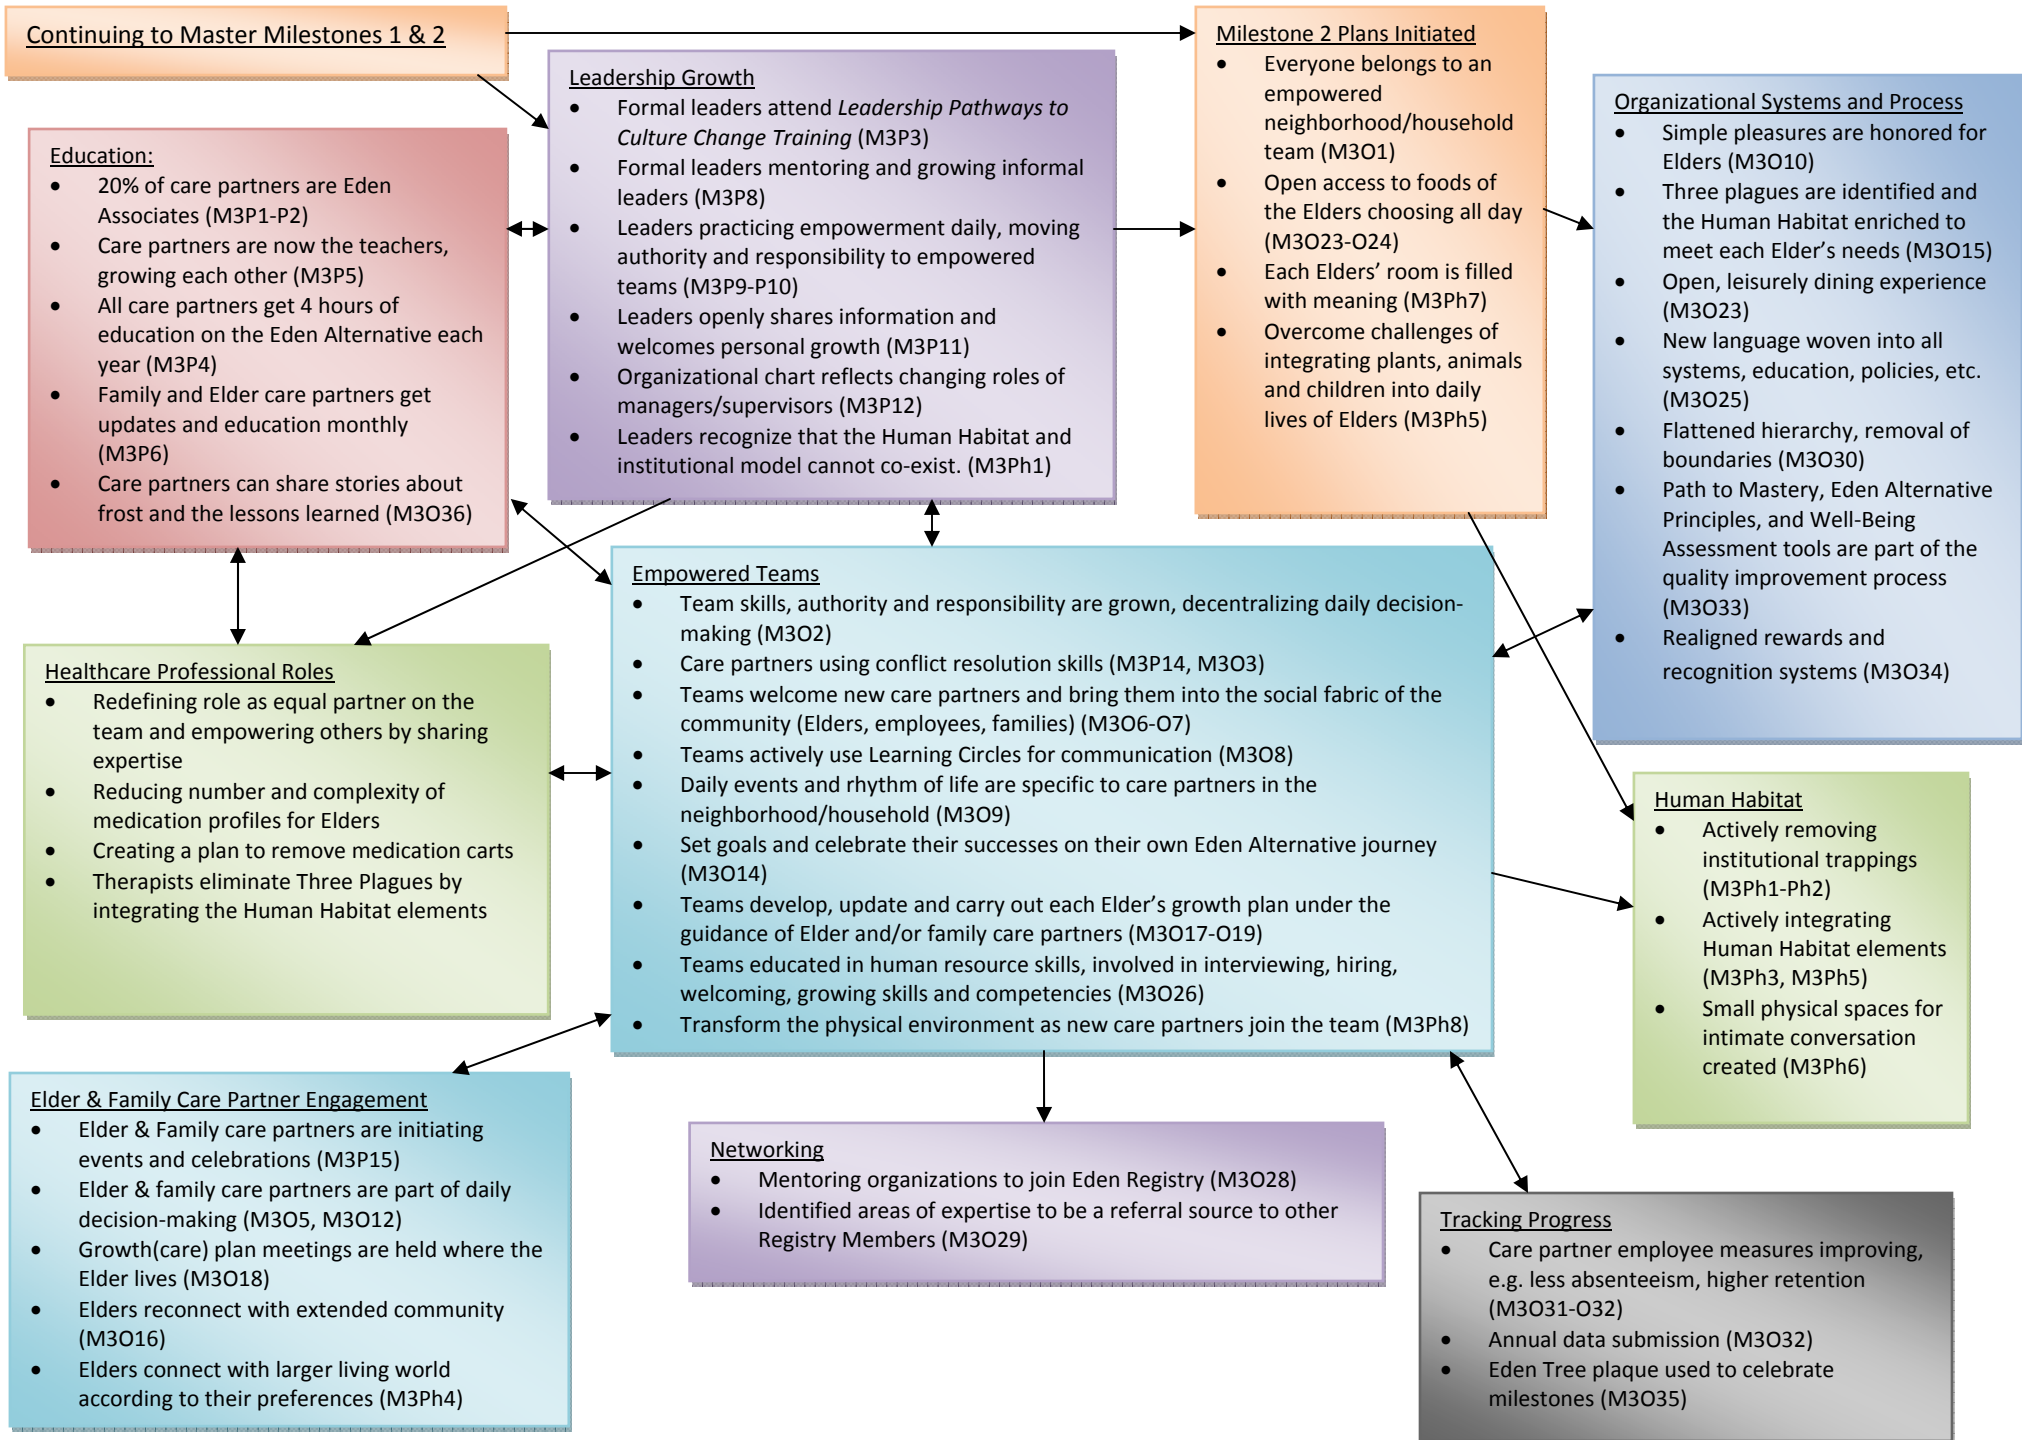 Continuing to Master Milestones 1 & 2
Leadership Growth
• Formal leaders attend Leadership Pathways to
Culture Change Training (M3P3)
• Formal leaders mentoring and growing informal
leaders (M3P8)
• Leaders practicing empowerment daily, moving
authority and responsibility to empowered
teams (M3P9-P10)
• Leaders openly shares information and
welcomes personal growth (M3P11)
• Organizational chart reflects changing roles of
managers/supervisors (M3P12)
• Leaders recognize that the Human Habitat and
institutional model cannot co-exist. (M3Ph1)
Milestone 2 Plans Initiated
• Everyone belongs to an
empowered
neighborhood/household
team (M3O1)
• Open access to foods of
the Elders choosing all day
(M3O23-O24)
• Each Elders’ room is filled
with meaning (M3Ph7)
• Overcome challenges of
integrating plants, animals
and children into daily
lives of Elders (M3Ph5)
Organizational Systems and Process
• Simple pleasures are honored for
Elders (M3O10)
• Three plagues are identified and
the Human Habitat enriched to
meet each Elder’s needs (M3O15)
• Open, leisurely dining experience
(M3O23)
• New language woven into all
systems, education, policies, etc.
(M3O25)
• Flattened hierarchy, removal of
boundaries (M3O30)
• Path to Mastery, Eden Alternative
Principles, and Well-Being
Assessment tools are part of the
quality improvement process
(M3O33)
• Realigned rewards and
recognition systems (M3O34)
Education:
• 20% of care partners are Eden
Associates (M3P1-P2)
• Care partners are now the teachers,
growing each other (M3P5)
• All care partners get 4 hours of
education on the Eden Alternative each
year (M3P4)
• Family and Elder care partners get
updates and education monthly
(M3P6)
• Care partners can share stories about
frost and the lessons learned (M3O36)
Empowered Teams
• Team skills, authority and responsibility are grown, decentralizing daily decision-
making (M3O2)
• Care partners using conflict resolution skills (M3P14, M3O3)
• Teams welcome new care partners and bring them into the social fabric of the
community (Elders, employees, families) (M3O6-O7)
• Teams actively use Learning Circles for communication (M3O8)
• Daily events and rhythm of life are specific to care partners in the
neighborhood/household (M3O9)
• Set goals and celebrate their successes on their own Eden Alternative journey
(M3O14)
• Teams develop, update and carry out each Elder’s growth plan under the
guidance of Elder and/or family care partners (M3O17-O19)
• Teams educated in human resource skills, involved in interviewing, hiring,
welcoming, growing skills and competencies (M3O26)
• Transform the physical environment as new care partners join the team (M3Ph8)
Healthcare Professional Roles
• Redefining role as equal partner on the
team and empowering others by sharing
expertise
• Reducing number and complexity of
medication profiles for Elders
• Creating a plan to remove medication carts
• Therapists eliminate Three Plagues by
integrating the Human Habitat elements
Human Habitat
• Actively removing
institutional trappings
(M3Ph1-Ph2)
• Actively integrating
Human Habitat elements
(M3Ph3, M3Ph5)
• Small physical spaces for
intimate conversation
created (M3Ph6)
Elder & Family Care Partner Engagement
• Elder & Family care partners are initiating
events and celebrations (M3P15)
• Elder & family care partners are part of daily
decision-making (M3O5, M3O12)
• Growth(care) plan meetings are held where the
Elder lives (M3O18)
• Elders reconnect with extended community
(M3O16)
• Elders connect with larger living world
according to their preferences (M3Ph4)
Networking
• Mentoring organizations to join Eden Registry (M3O28)
• Identified areas of expertise to be a referral source to other
Registry Members (M3O29)
Tracking Progress
• Care partner employee measures improving,
e.g. less absenteeism, higher retention
(M3O31-O32)
• Annual data submission (M3O32)
• Eden Tree plaque used to celebrate
milestones (M3O35)